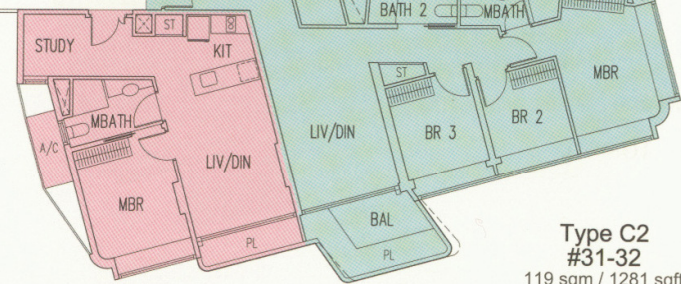 STUDY
ST
KIT
MBATH
A/C
LIV/DIN
MBR
PL
BATH 2
MBATH
ST
MBR
BR 3
BR 2
LIV/DIN
BAL
PL
Type C2
#31-32
119 sqm / 1281 sqft